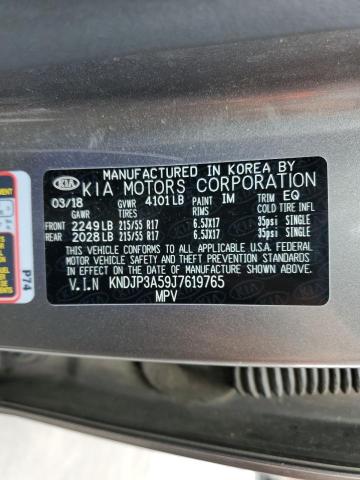 MANUFACTURED IN KOREA BY
KIA KIA MOTORS CORPORATION
03/18 GVWR 4101LB PAINT IM TRIM EQ
GAWR TIRES RIMS COLD TIRE INFL
FRONT 2249LB 215/55 R17 6.5JX17 35psi SINGLE
REAR 2028LB 215/55 R17 6.5JX17 35psi SINGLE
THIS VEHICLE CONFORMS TO ALL APPLICABLE U.S.A. FEDERAL
MOTOR VEHICLE SAFETY AND THEFT PREVENTION STANDARDS
IN EFFECT ON THE DATE OF MANUFACTURE SHOWN ABOVE.
V.I.N KNDJP3A59J7619765
MPV
P74